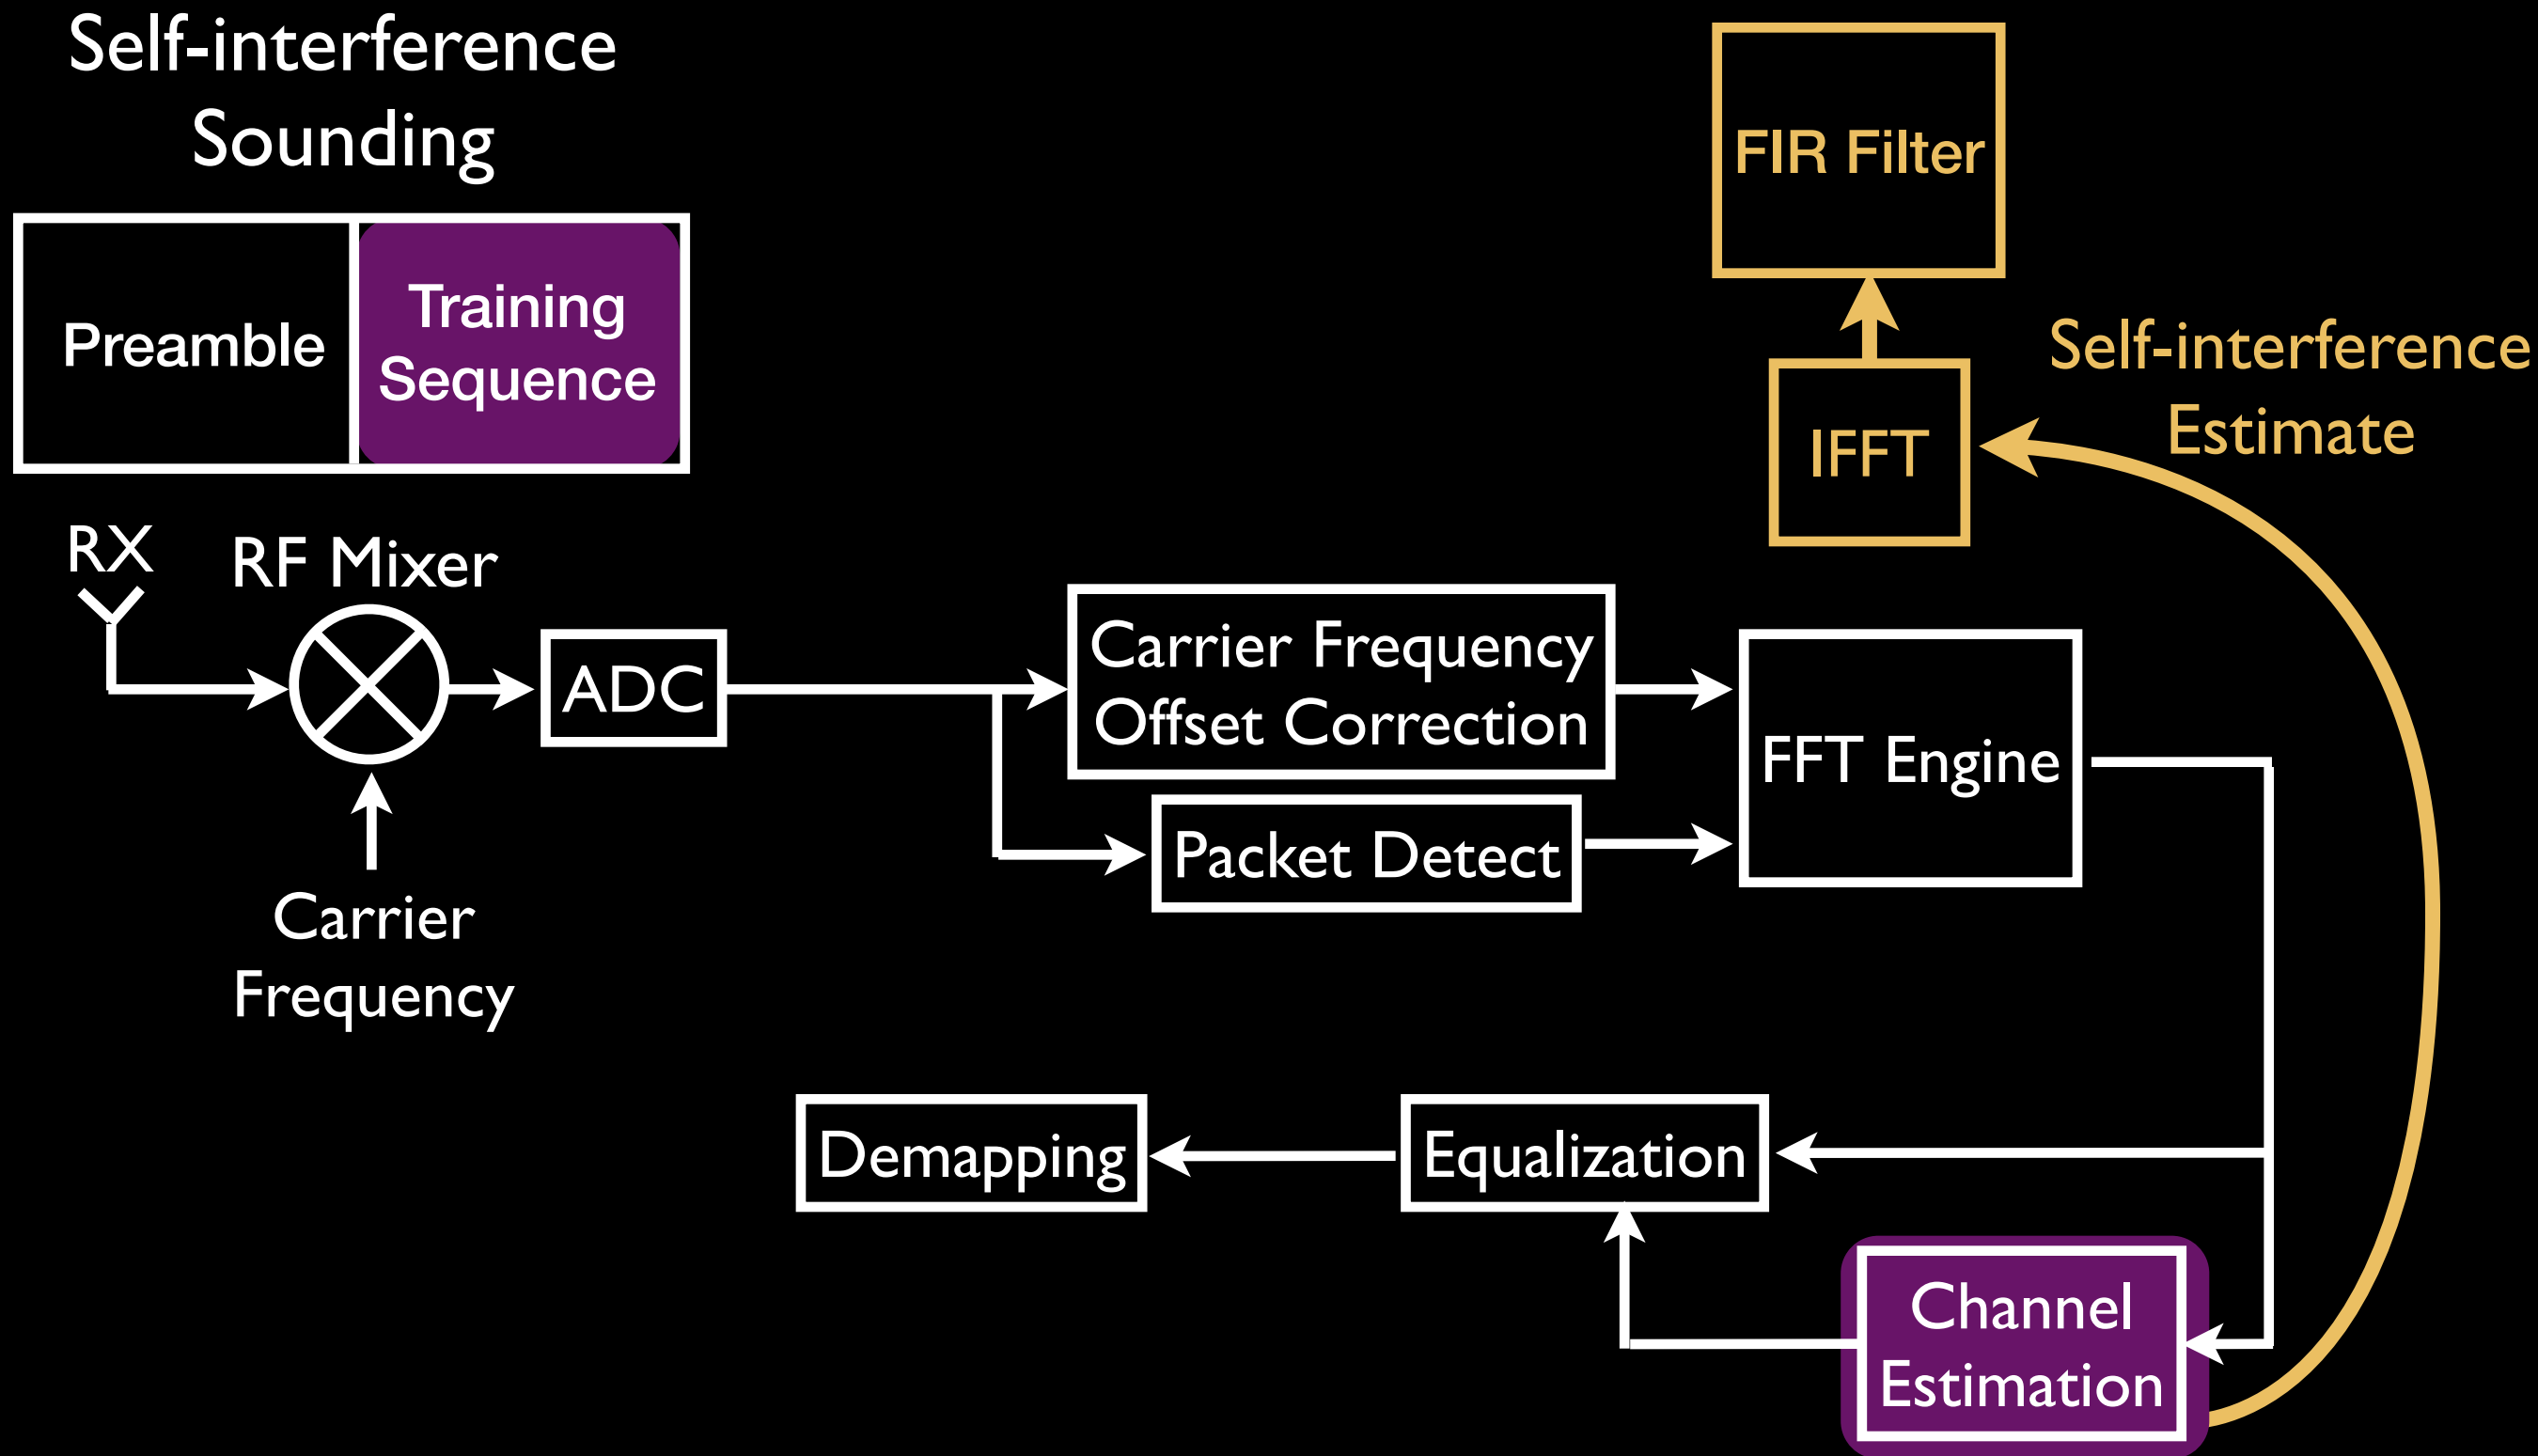 Self-interference
Sounding
Preamble
Training
Sequence
FIR Filter
IFFT
Self-interference
Estimate
RX
RF Mixer
ADC
Carrier
Frequency
Carrier Frequency
Offset Correction
Packet Detect
FFT Engine
Demapping
Equalization
Channel
Estimation